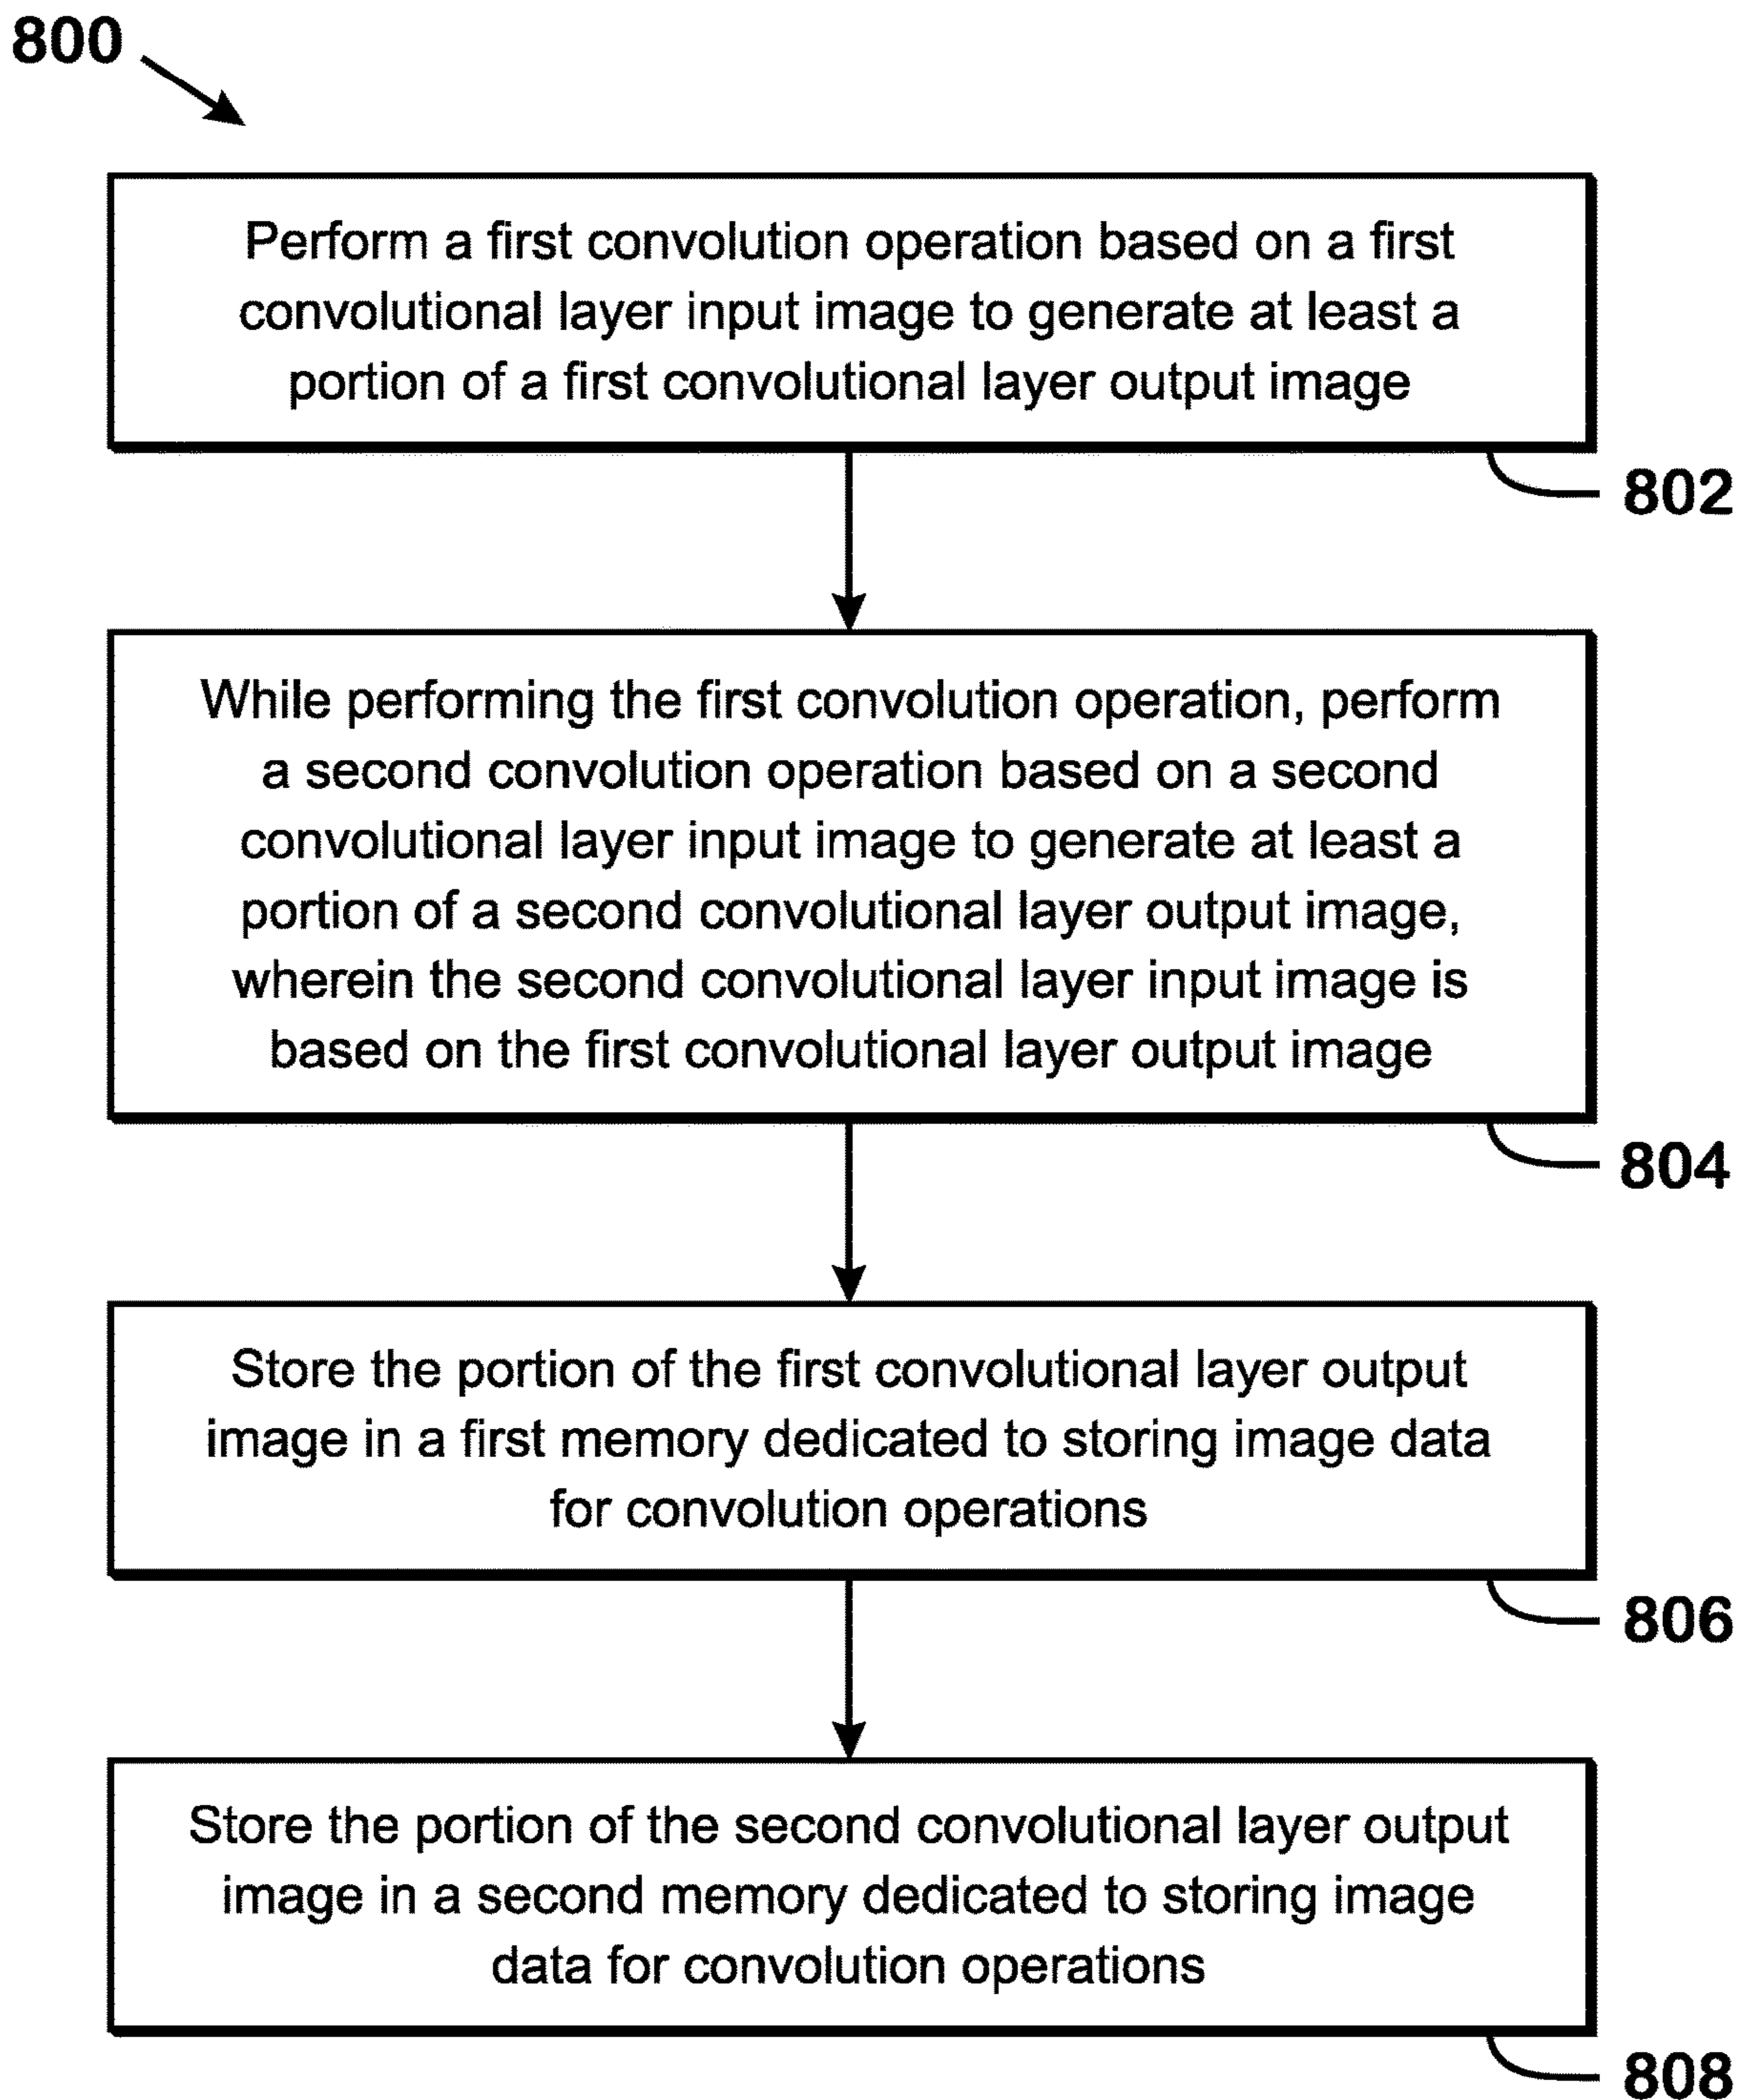 800
Perform a first convolution operation based on a first
convolutional layer input image to generate at least a
portion of a first convolutional layer output image
802
While performing the first convolution operation, perform
a second convolution operation based on a second
convolutional layer input image to generate at least a
portion of a second convolutional layer output image,
wherein the second convolutional layer input image is
based on the first convolutional layer output image
804
Store the portion of the first convolutional layer output
image in a first memory dedicated to storing image data
for convolution operations
806
Store the portion of the second convolutional layer output
image in a second memory dedicated to storing image
data for convolution operations
808